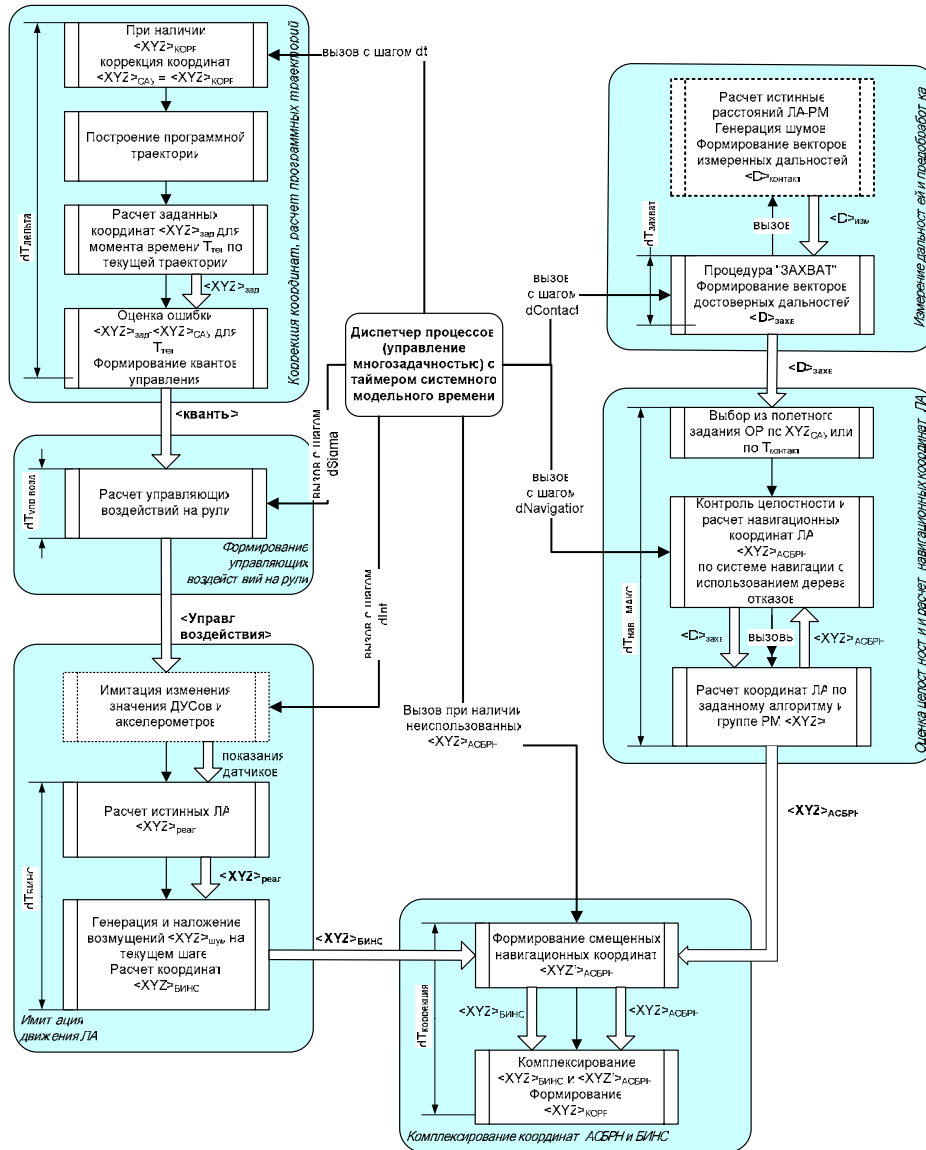 При наличии
<XYZ>КОРР
коррекция координат
<XYZ>САУ = <XYZ>КОРР
Построение программной
траектории
Расчет заданных
координат <XYZ>зад для
момента времени Ттек по
текущей траектории
<XYZ>зад
Оценка ошибки
<XYZ>зад-<XYZ>САУ для
Ттек
Формирование квантов
управления
dTдельта
Коррекция координат, расчет программных траекторий
<кванты>
Расчет управляющих
воздействий на рули
dTупр возд
Формирование
управляющих
воздействий на рули
<Управл
воздействия>
Имитация изменения
значения ДУСов и
акселерометров
показания
датчиков
Расчет истинных ЛА
<XYZ>реал
<XYZ>реал
Генерация и наложение
возмущений <XYZ>шум на
текущем шаге
Расчет координат
<XYZ>БИНС
dTБИНС
Имитация
движения ЛА
<XYZ>БИНС
вызов с шагом dt
Диспетчер процессов
(управление
многозадачностью) с
таймером системного
модельного времени
вызов с шагом
dSigma
вызов с шагом
dInt
Вызов при наличии
неиспользованных
<XYZ>АСБРН
вызов
с шагом
dContact
вызов
с шагом
dNavigation
Расчет истинные
расстояний ЛА-РМ
Генерация шумов
Формирование векторов
измеренных дальностей
<D>контакт
вызов
<D>изм
dTзахват
Процедура "ЗАХВАТ"
Формирование векторов
достоверных дальностей
<D>захв
Измерение дальностей и предобработка
<D>захв
Выбор из полетного
задания ОР по XYZСАУ или
по Тконтакт
Контроль целостности и
расчет навигационных
координат ЛА
<XYZ>АСБРН
по системе навигации с
использованием дерева
отказов
<D>захв
вызовы
<XYZ>АСБРН
Расчет координат ЛА по
заданному алгоритму и
группе РМ <XYZ>
dTнав_макс
Оценка целостности и расчет навигационных координат ЛА
<XYZ>АСБРН
Формирование смещенных
навигационных координат
<XYZ'>АСБРН
<XYZ>БИНС
<XYZ>АСБРН
Комплексирование
<XYZ>БИНС и <XYZ'>АСБРН
Формирование
<XYZ>КОРР
dTкоррекция
Комплексирование координат АСБРН и БИНС